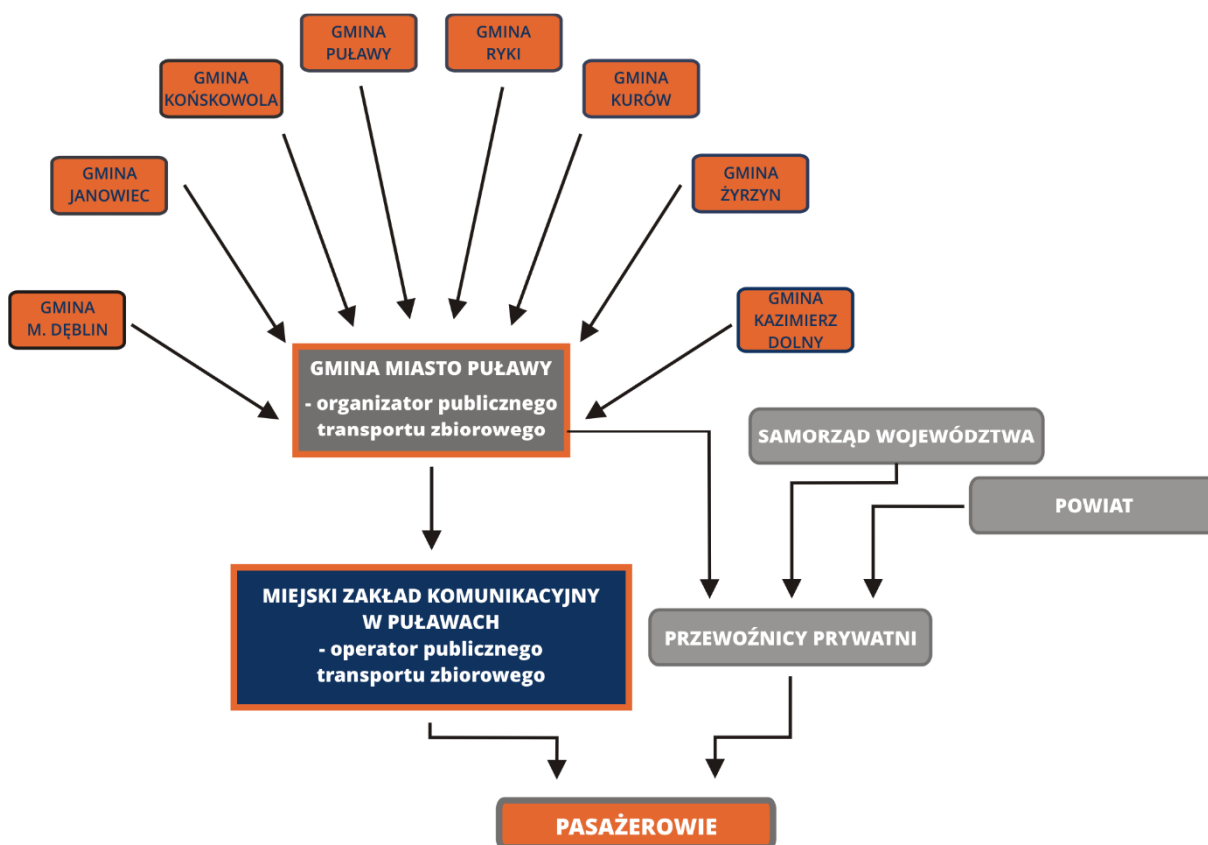 GMINA
PUŁAWY
GMINA
RYKI
GMINA
KOŃSKOWOLA
GMINA
KURÓW
GMINA
JANOWIEC
GMINA
ŻYRZYN
GMINA
M. DĘBLIN
GMINA
KAZIMIERZ
DOLNY
GMINA MIASTO PUŁAWY
- organizator publicznego
transportu zbiorowego
SAMORZĄD WOJEWÓDZTWA
POWIAT
MIEJSKI ZAKŁAD KOMUNIKACYJNY
W PUŁAWACH
- operator publicznego
transportu zbiorowego
PRZEWOŹNICY PRYWATNI
PASAŻEROWIE